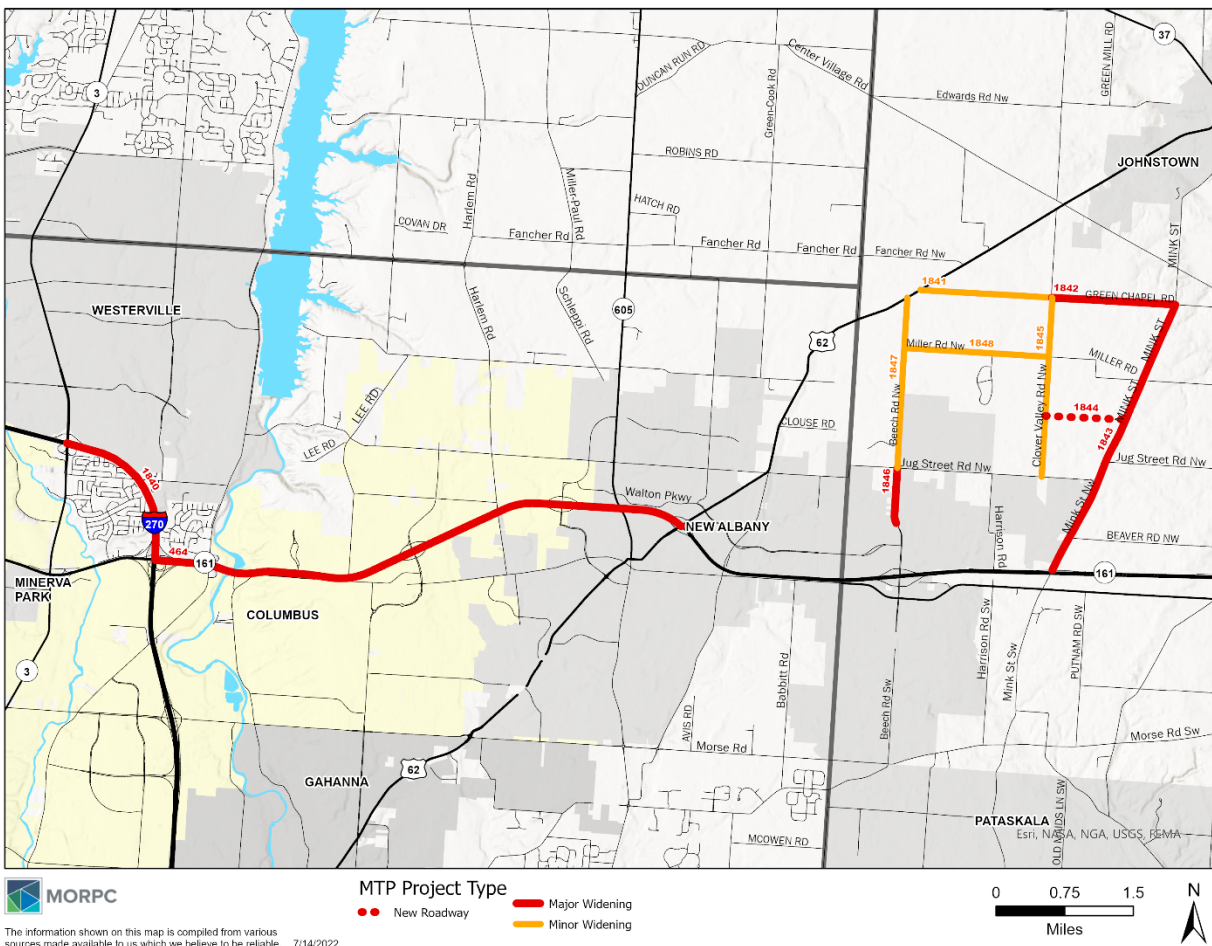 37
GREEN MILL RD
DUNCAN RUN RD
Center Village Rd
Green-Cook Rd
3
Edwards Rd Nw
ROBINS RD
JOHNSTOWN
Harlem Rd
Miller-Paul Rd
HATCH RD
COVAN DR
Fancher Rd
Fancher Rd
Fancher Rd
Fancher Rd Nw
MINK ST
1841
1842
GREEN CHAPEL RD
WESTERVILLE
Harlem Rd
Schleppi Rd
605
62
Miller Rd Nw
1848
1845
MINK ST
MILLER RD
1847
LEE RD
LEE RD
CLOUSE RD
Beech Rd Nw
Clover Valley Rd Nw
1844
MINK ST
1843
Jug Street Rd Nw
Jug Street Rd Nw
1840
1846
Walton Pkwy
Mink St Nw
270
NEW ALBANY
Harrison Rd
BEAVER RD NW
464
161
161
MINERVA
PARK
COLUMBUS
3
Harrison Rd Sw
Mink St Sw
PUTNAM RD SW
Babbitt Rd
Beech Rd Sw
AVIS RD
Morse Rd
Morse Rd Sw
62
GAHANNA
PATASKALA
MCOWEN RD
OLD MAIDS LN SW
Esri, NASA, NGA, USGS, FEMA
MORPC
MTP Project Type
New Roadway
Major Widening
Minor Widening
0 0.75 1.5
Miles
N
The information shown on this map is compiled from various
sources made available to us which we believe to be reliable. 7/14/2022